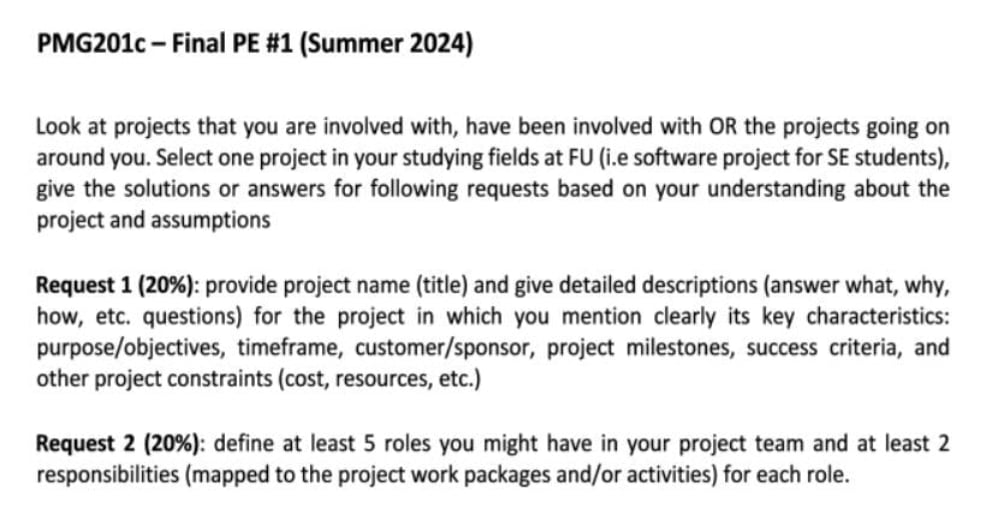 PMG201c – Final PE #1 (Summer 2024)
Look at projects that you are involved with, have been involved with OR the projects going on
around you. Select one project in your studying fields at FU (i.e software project for SE students),
give the solutions or answers for following requests based on your understanding about the
project and assumptions
Request 1 (20%): provide project name (title) and give detailed descriptions (answer what, why,
how, etc. questions) for the project in which you mention clearly its key characteristics:
purpose/objectives, timeframe, customer/sponsor, project milestones, success criteria, and
other project constraints (cost, resources, etc.)
Request 2 (20%): define at least 5 roles you might have in your project team and at least 2
responsibilities (mapped to the project work packages and/or activities) for each role.